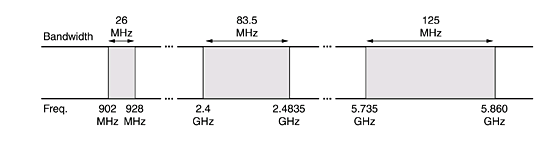 26
MHz
83.5
MHz
125
MHz
Bandwidth
...
...
...
...
Freq.
902
MHz
928
MHz
2.4
GHz
2.4835
GHz
5.735
GHz
5.860
GHz